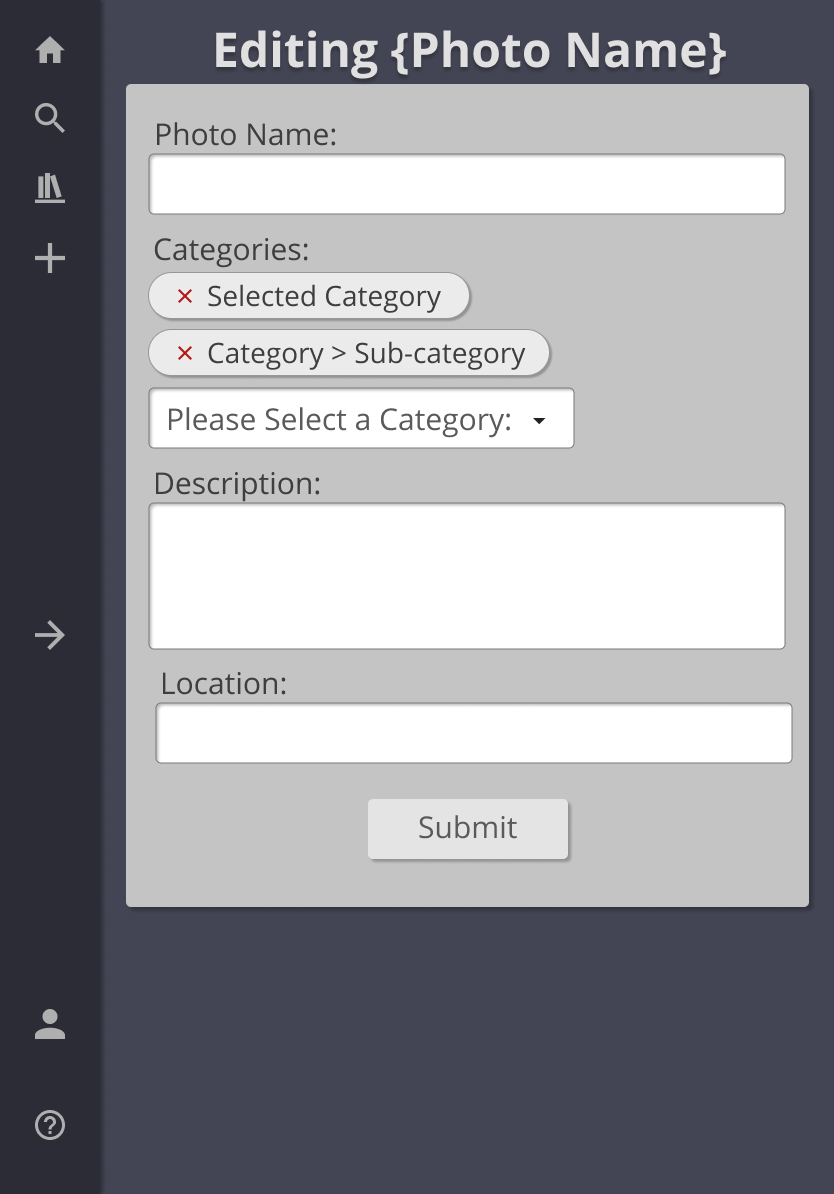 Editing {Photo Name}
Photo Name:
Categories:
× Selected Category
× Category > Sub-category
Please Select a Category:
Description:
Location:
Submit